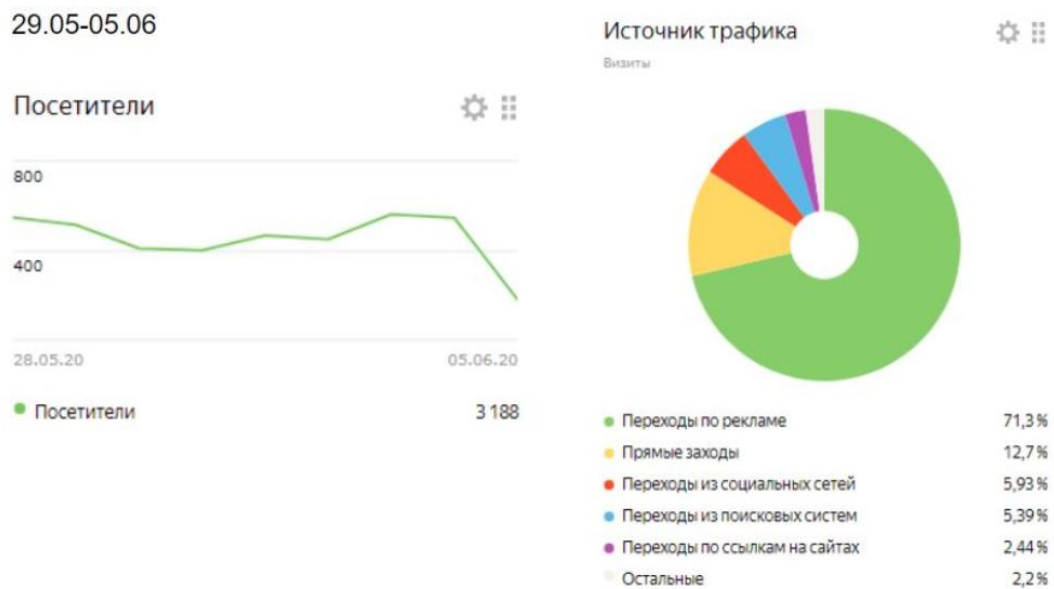 29.05-05.06
Посетители
800
400
28.05.20 05.06.20
Посетители 3 188
Источник трафика
Визиты
Переходы по рекламе 71,3 %
Прямые заходы 12,7 %
Переходы из социальных сетей 5,93 %
Переходы из поисковых систем 5,39 %
Переходы по ссылкам на сайтах 2,44 %
Остальные 2,2 %